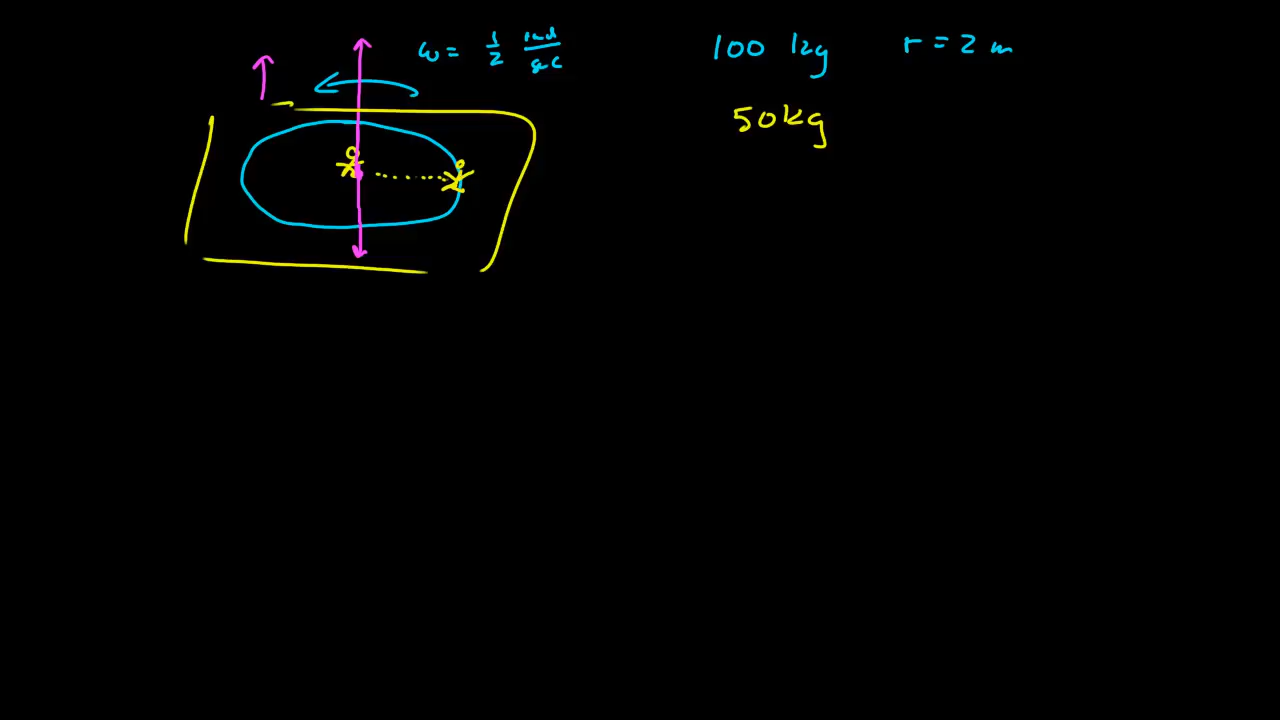 ω = 1/2 rad/sec
100 kg r = 2 m
50kg